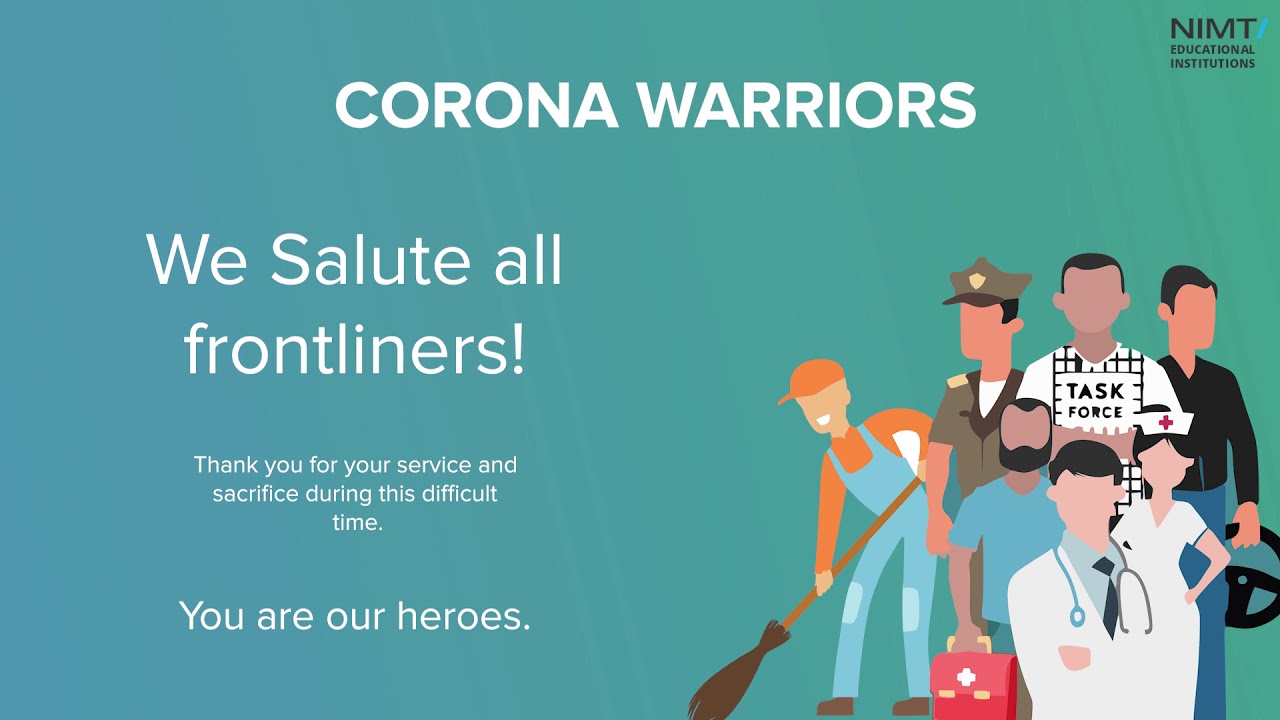 NIMT
EDUCATIONAL
INSTITUTIONS
CORONA WARRIORS
We Salute all
frontliners!
Thank you for your service and
sacrifice during this difficult
time.
You are our heroes.
TASK
FORCE